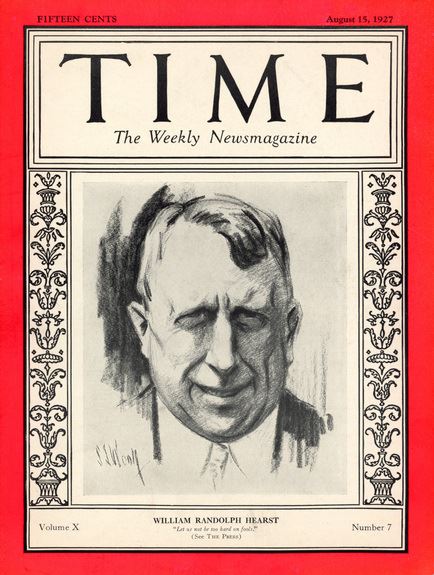 FIFTEEN CENTS August 15, 1927
TIME
The Weekly Newsmagazine
WILLIAM RANDOLPH HEARST
Volume X "Let us not be too hard on fools." Number 7
(See THE PRESS)